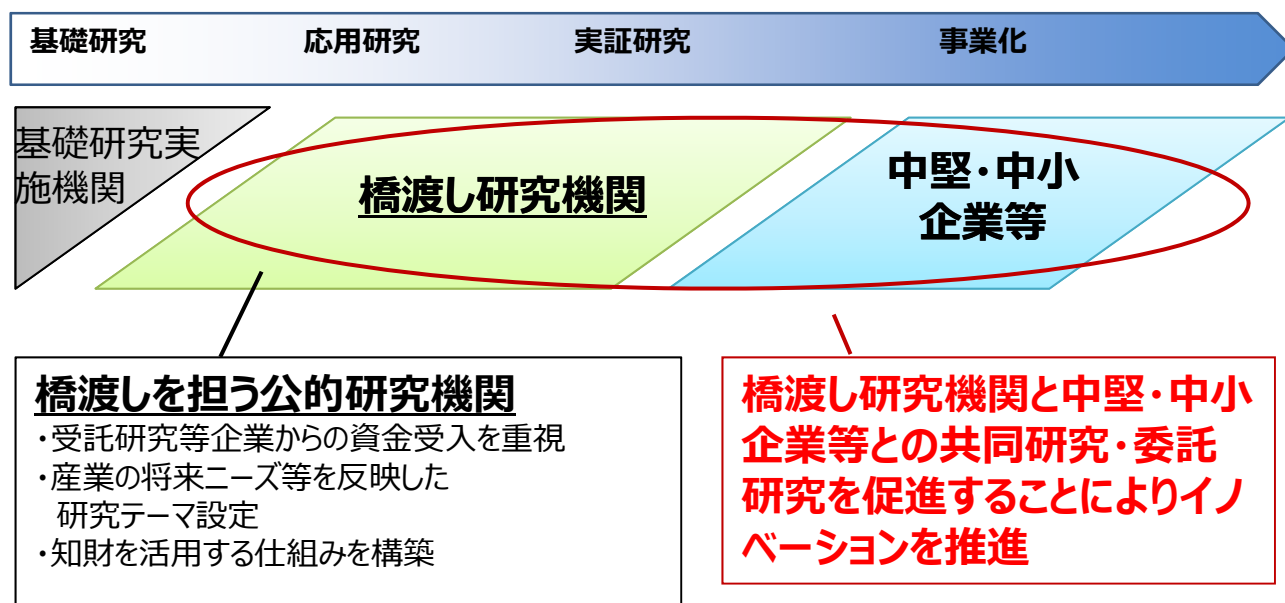 基礎研究 応用研究 実証研究 事業化
基礎研究実
施機関
橋渡し研究機関
中堅・中小
企業等
橋渡しを担う公的研究機関
・受託研究等企業からの資金受入を重視
・産業の将来ニーズ等を反映した
研究テーマ設定
・知財を活用する仕組みを構築
橋渡し研究機関と中堅・中小
企業等との共同研究・委託
研究を促進することによりイノ
ベーションを推進